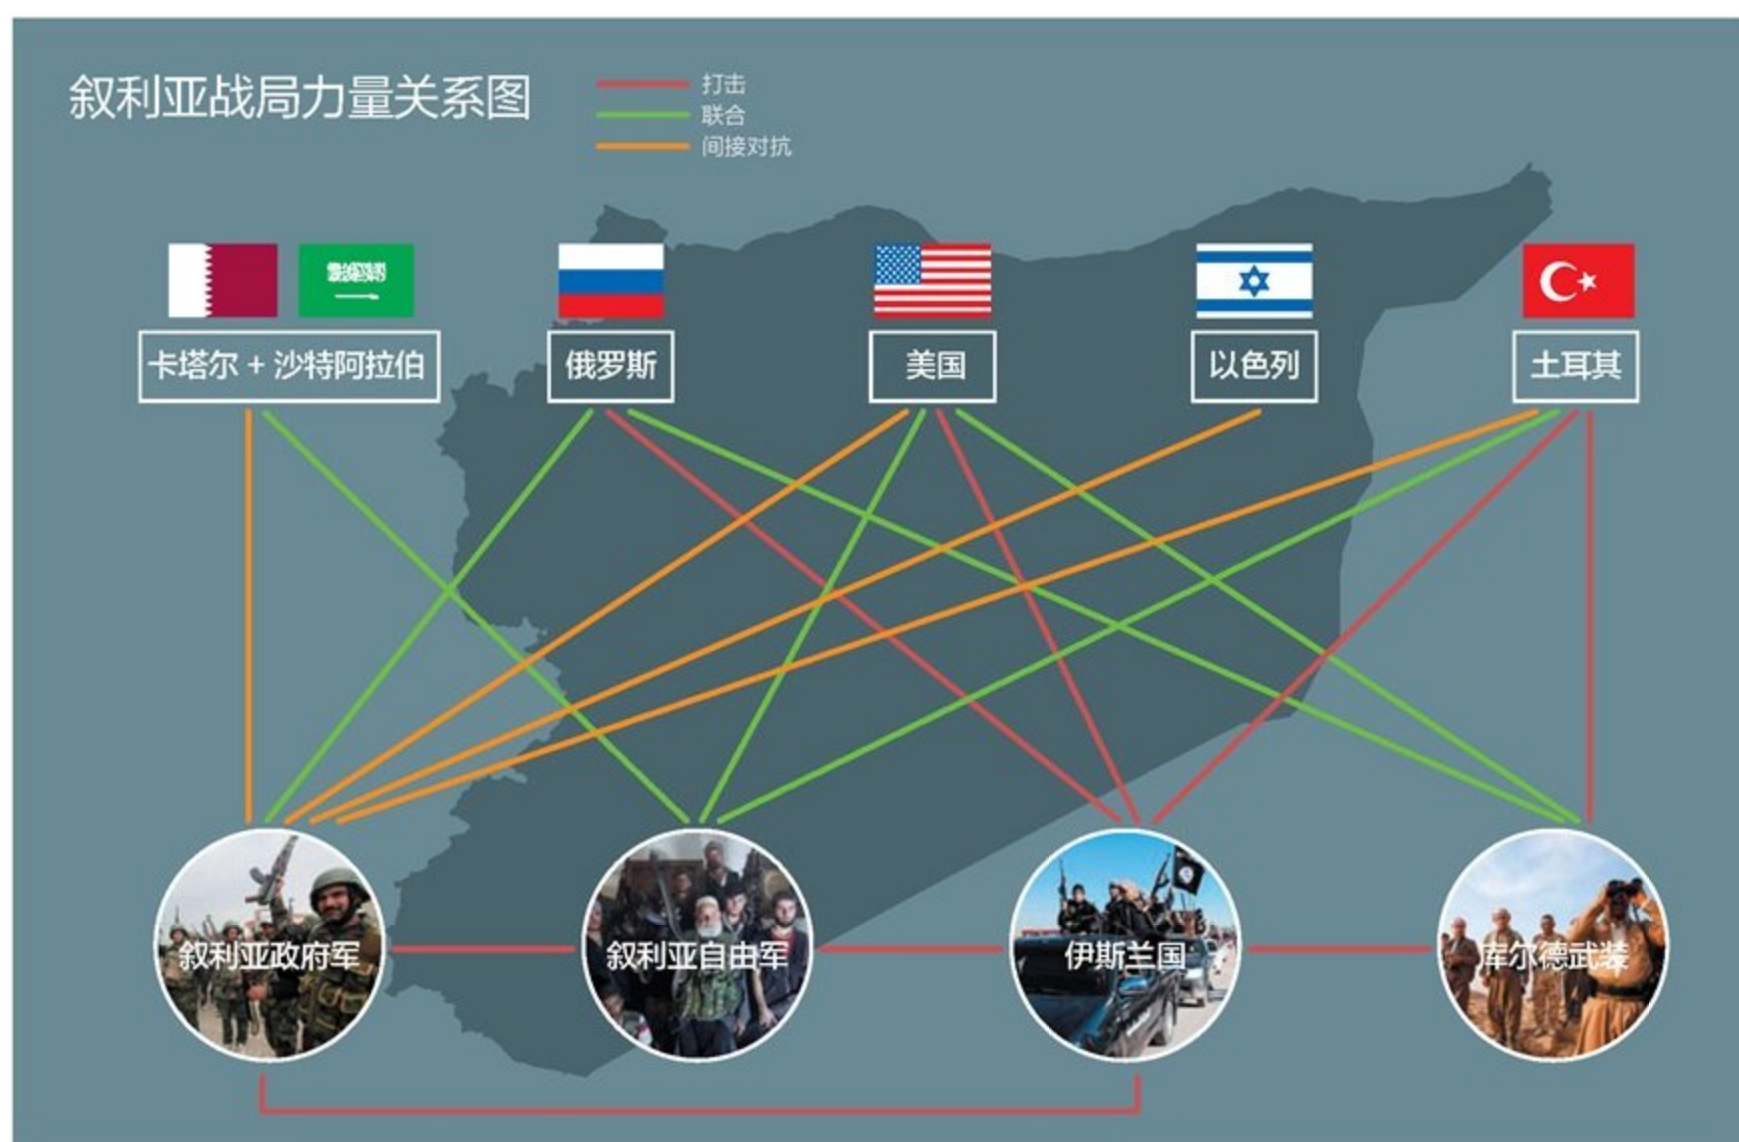 叙利亚战局力量关系图
打击
联合
间接对抗
卡塔尔 + 沙特阿拉伯
俄罗斯
美国
以色列
土耳其
叙利亚政府军
叙利亚自由军
伊斯兰国
库尔德武装